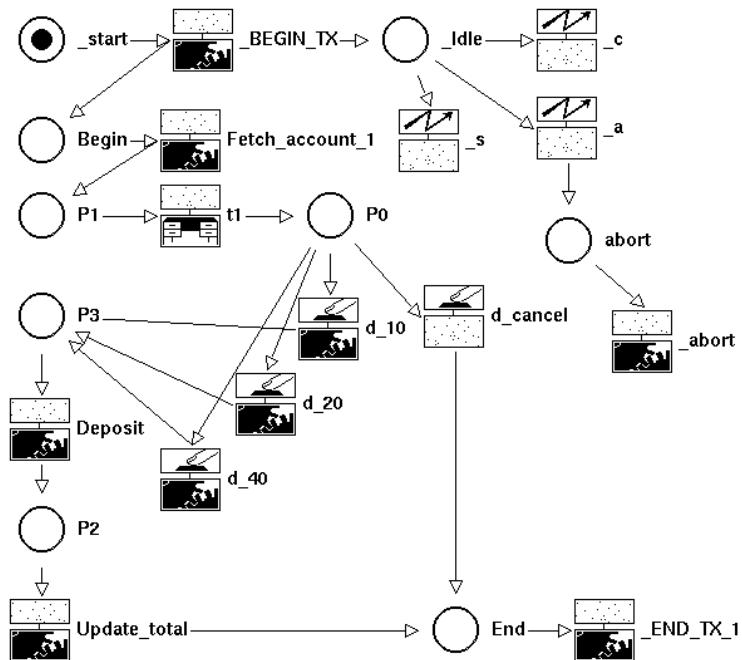 _start
_BEGIN_TX
_Idle
_c
Begin
Fetch_account_1
_s
_a
P1
t1
P0
abort
P3
d_10
d_cancel
_abort
d_20
Deposit
d_40
P2
Update_total
End
_END_TX_1